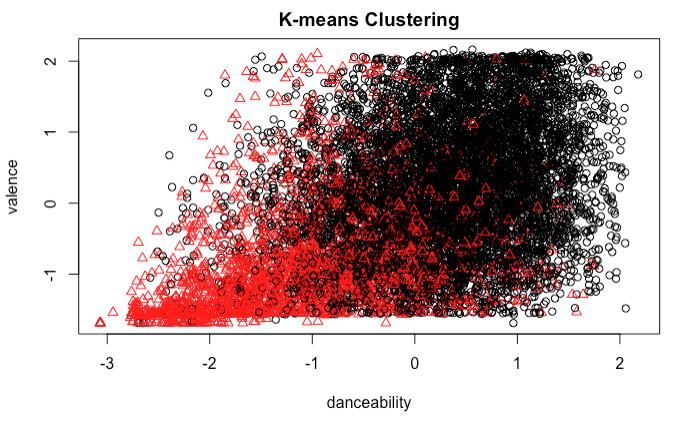 K-means Clustering
valence
2
1
0
-1
-3 -2 -1 0 1 2
danceability